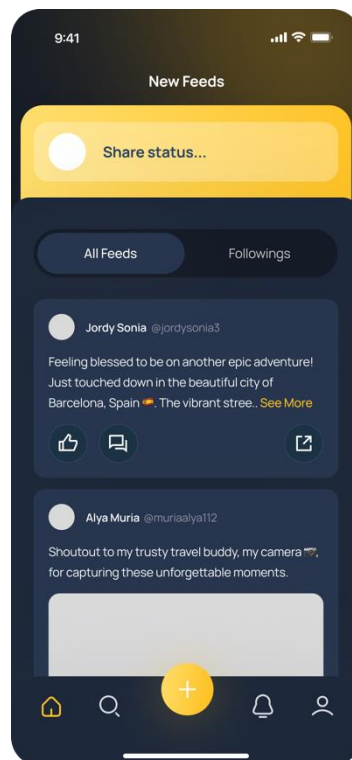 9:41
New Feeds
Share status...
All Feeds
Followings
Jordy Sonia @jordysonia3
Feeling blessed to be on another epic adventure!
Just touched down in the beautiful city of
Barcelona, Spain 🇪🇸. The vibrant stree.. See More
Alya Muria @muriaalya112
Shoutout to my trusty travel buddy, my camera 📷,
for capturing these unforgettable moments.